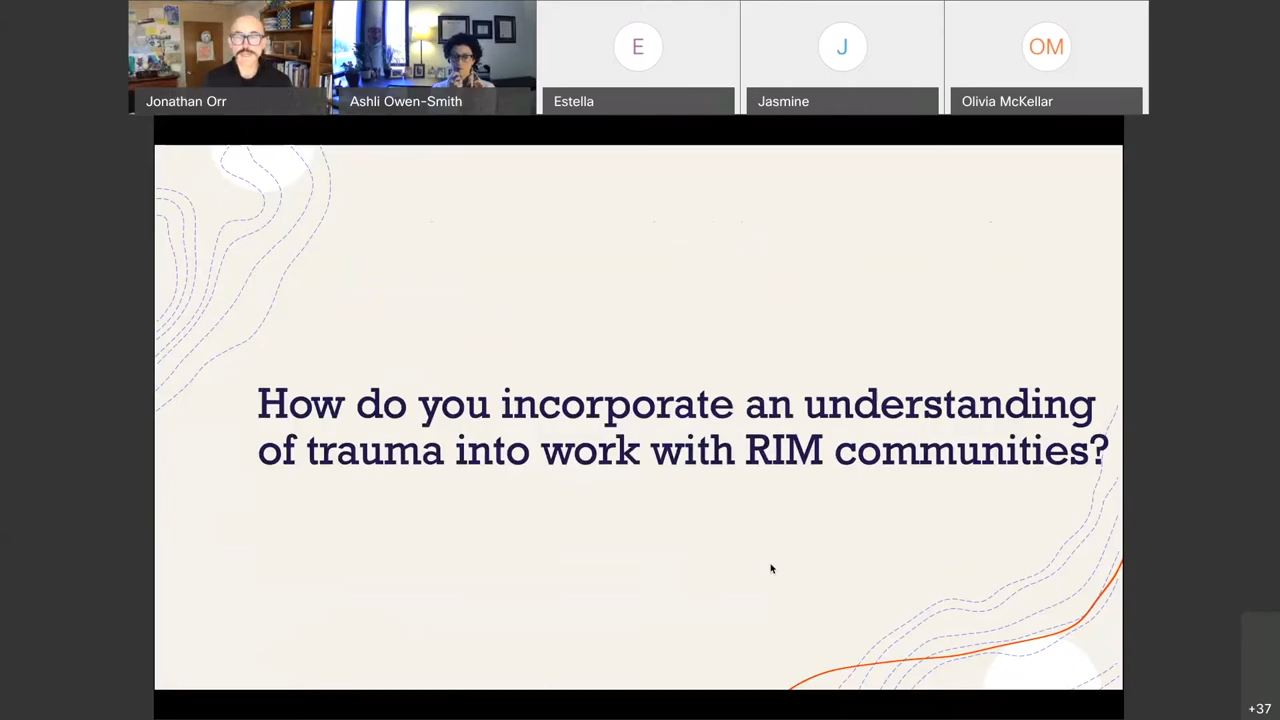 E
J
OM
Jonathan Orr
Ashli Owen-Smith
Estella
Jasmine
Olivia McKellar
How do you incorporate an understanding
of trauma into work with RIM communities?
+37